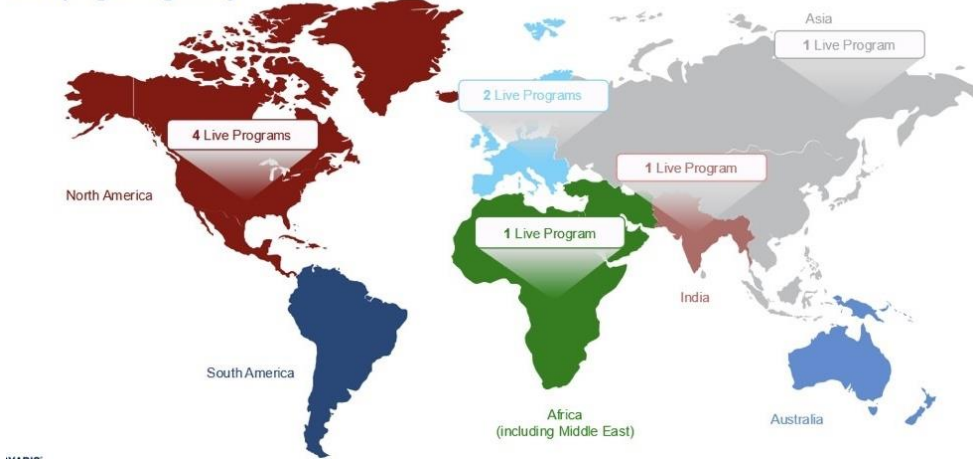 Asia
1 Live Program
2 Live Programs
4 Live Programs
1 Live Program
North America
1 Live Program
India
South America
Africa
(including Middle East)
Australia